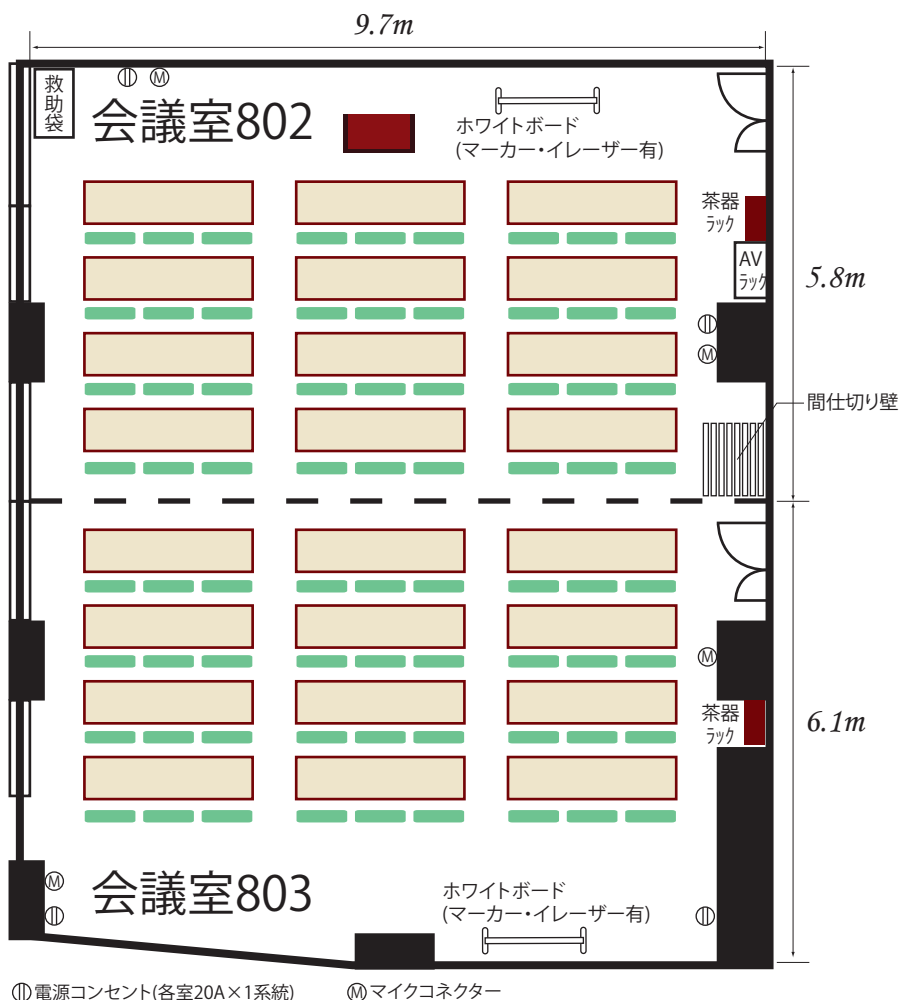 9.7m
救助袋
Ⓜ
会議室802
ホワイトボード
(マーカー・イレーザー有)
茶器
ラック
AV
ラック
5.8m
Ⓜ
間仕切り壁
Ⓜ
茶器
ラック
6.1m
Ⓜ
会議室803
ホワイトボード
(マーカー・イレーザー有)
電源コンセント(各室20A×1系統)
Ⓜマイクコネクター